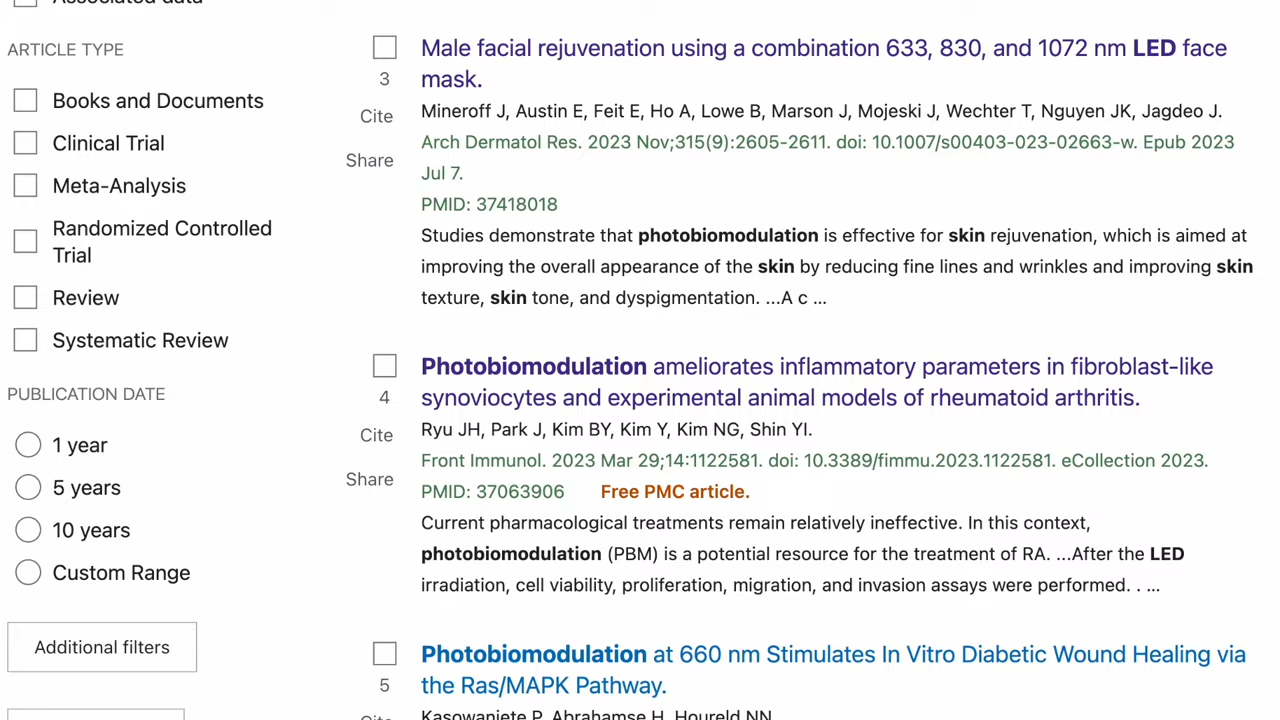 Associated data
ARTICLE TYPE
Books and Documents
Clinical Trial
Meta-Analysis
Randomized Controlled
Trial
Review
Systematic Review
PUBLICATION DATE
1 year
5 years
10 years
Custom Range
Additional filters
3
Cite
Share
Male facial rejuvenation using a combination 633, 830, and 1072 nm LED face
mask.
Mineroff J, Austin E, Feit E, Ho A, Lowe B, Marson J, Mojeski J, Wechter T, Nguyen JK, Jagdeo J.
Arch Dermatol Res. 2023 Nov;315(9):2605-2611. doi: 10.1007/s00403-023-02663-w. Epub 2023
Jul 7.
PMID: 37418018
Studies demonstrate that photobiomodulation is effective for skin rejuvenation, which is aimed at
improving the overall appearance of the skin by reducing fine lines and wrinkles and improving skin
texture, skin tone, and dyspigmentation. ...A c ...
4
Cite
Share
Photobiomodulation ameliorates inflammatory parameters in fibroblast-like
synoviocytes and experimental animal models of rheumatoid arthritis.
Ryu JH, Park J, Kim BY, Kim Y, Kim NG, Shin YI.
Front Immunol. 2023 Mar 29;14:1122581. doi: 10.3389/fimmu.2023.1122581. eCollection 2023.
PMID: 37063906 Free PMC article.
Current pharmacological treatments remain relatively ineffective. In this context,
photobiomodulation (PBM) is a potential resource for the treatment of RA. ...After the LED
irradiation, cell viability, proliferation, migration, and invasion assays were performed. . ...
5
Cite
Photobiomodulation at 660 nm Stimulates In Vitro Diabetic Wound Healing via
the Ras/MAPK Pathway.
Kasowanjete P, Abrahamse H, Houreld NN.